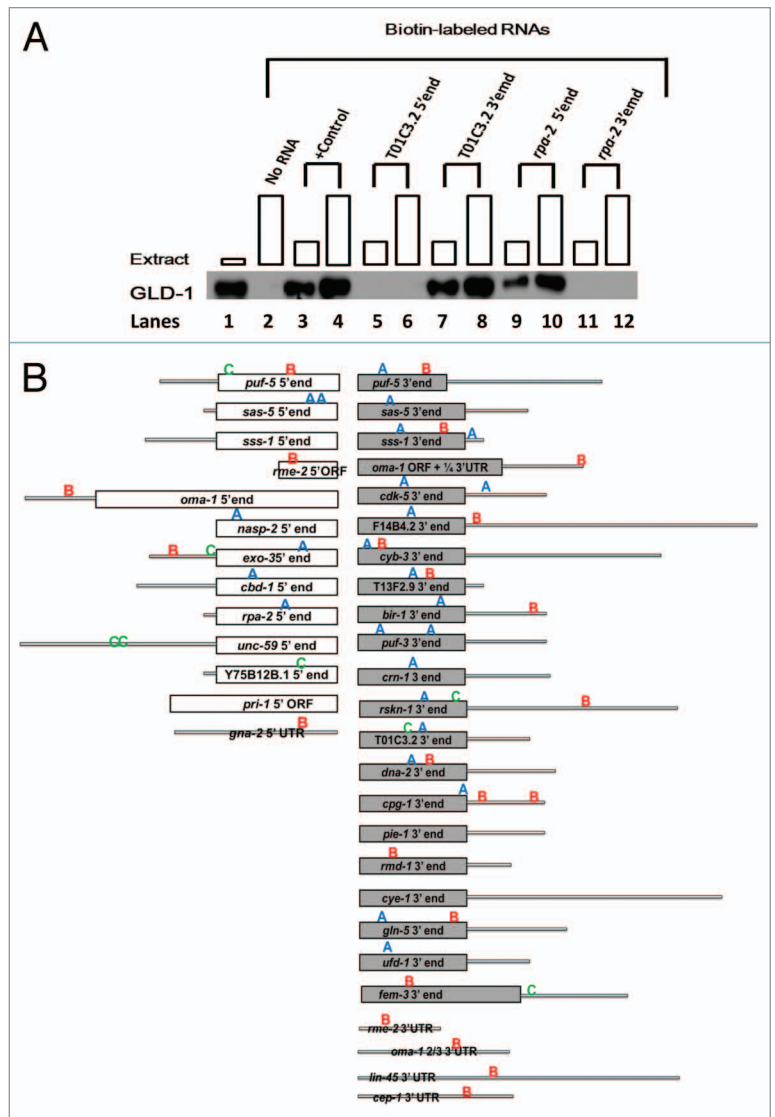 A
Biotin-labeled RNAs
No RNA
+Control
T01C3.2 5'end
T01C3.2 3'emd
rpa-2 5'end
rpa-2 3'emd
Extract
GLD-1
Lanes 1 2 3 4 5 6 7 8 9 10 11 12
B
C B
puf-5 5'end
A A
sas-5 5'end
sss-1 5'end
B
rme-2 5'ORF
B
oma-1 5'end
A
nasp-2 5' end
B C A
exo-35' end
A
cbd-1 5' end
A
rpa-2 5' end
CC
unc-59 5' end
C
Y75B12B.1 5' end
pri-1 5' ORF
B
gna-2 5' UTR
A B
puf-5 3'end
A
sas-5 3'end
A B A
sss-1 3'end
B
oma-1 ORF + ¼ 3'UTR
A A
cdk-5 3' end
A B
F14B4.2 3' end
A B
cyb-3 3' end
A B
T13F2.9 3' end
A B
bir-1 3' end
A A
puf-3 3' end
A
crn-1 3 end
A C B
rskn-1 3' end
C A
T01C3.2 3' end
A B
dna-2 3' end
A B B
cpg-1 3'end
pie-1 3' end
B
rmd-1 3' end
cye-1 3' end
A B
gln-5 3' end
A
ufd-1 3' end
B C
fem-3 3' end
B
rme-2 3'UTR
B
oma-1 2/3 3'UTR
B
lin-45 3' UTR
B
cep-1 3' UTR